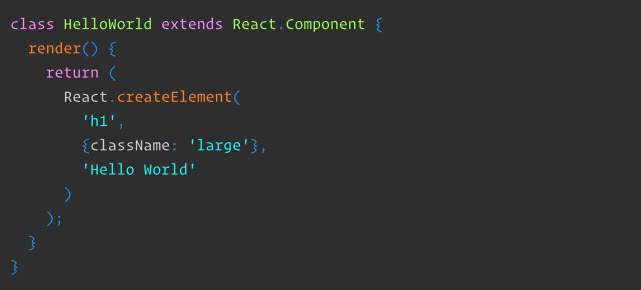 class HelloWorld extends React.Component {
  render() {
    return (
      React.createElement(
        'h1',
        {className: 'large'},
        'Hello World'
      )
    );
  }
}